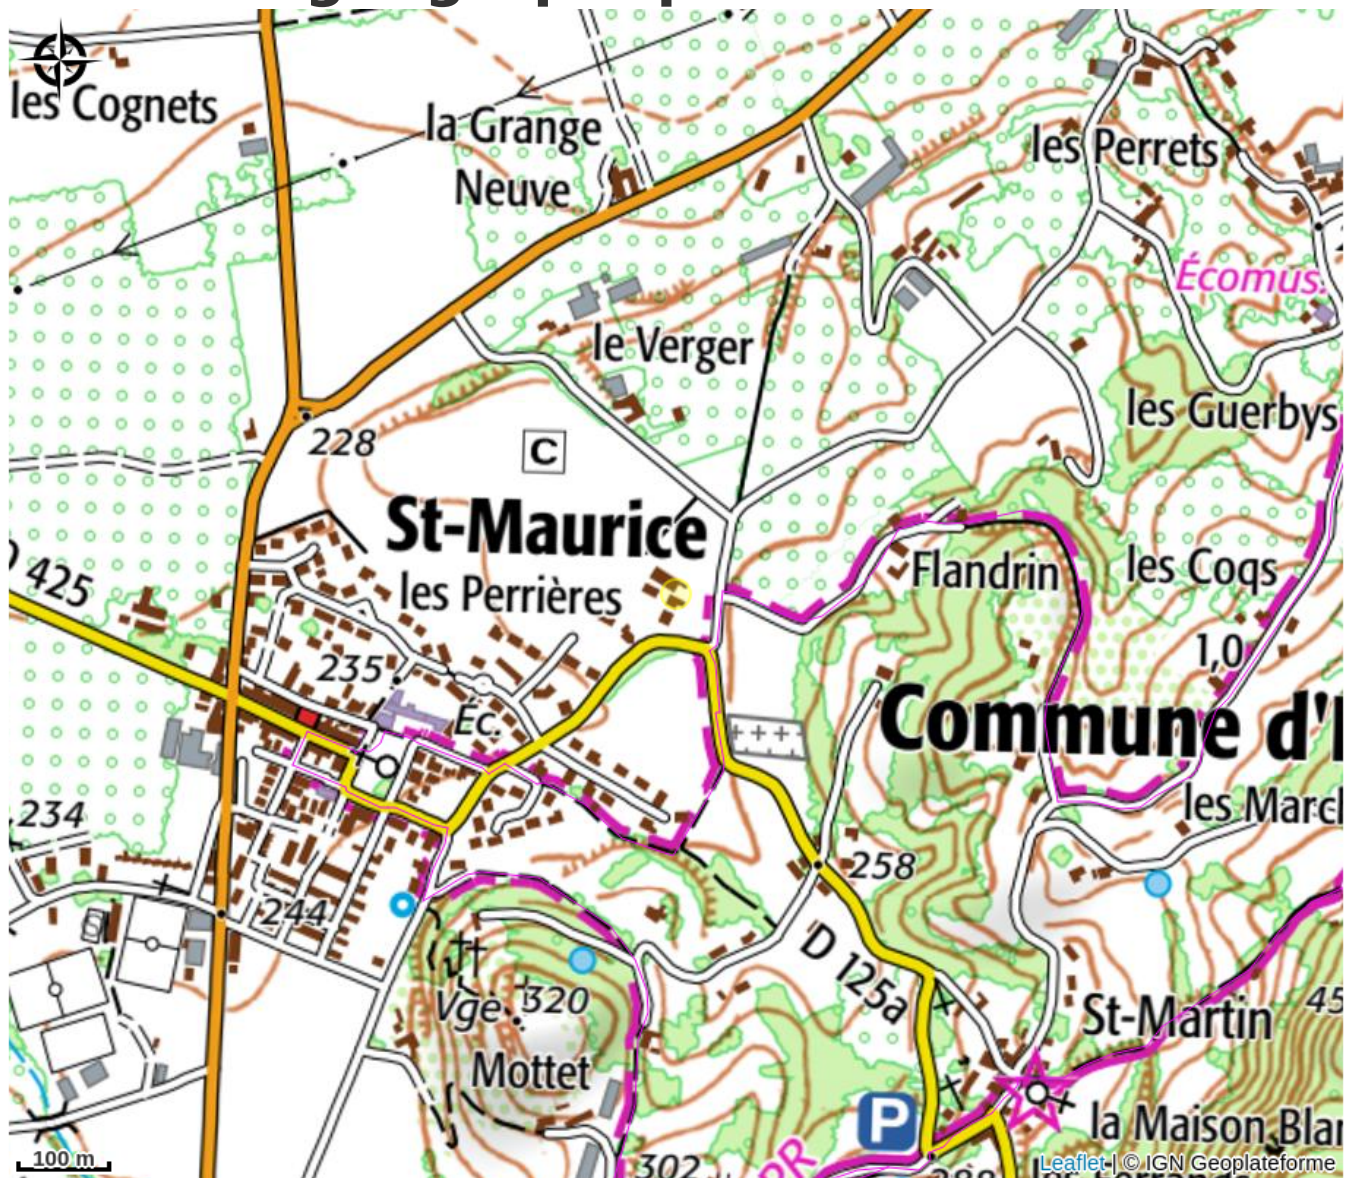 les Cognets
la Grange
Neuve
les Perrets
Écomus.
le Verger
les Guerbys
228
C
St-Maurice
les Perrières
Flandrin
les Coqs
D 425
1,0
235
Éc.
Commune d'
les March
234
258
244
D 125a
Vge
320
St-Martin
45
Mottet
la Maison Blan
P
PR
302
100 m
Leaflet | © IGN Geoplateforme